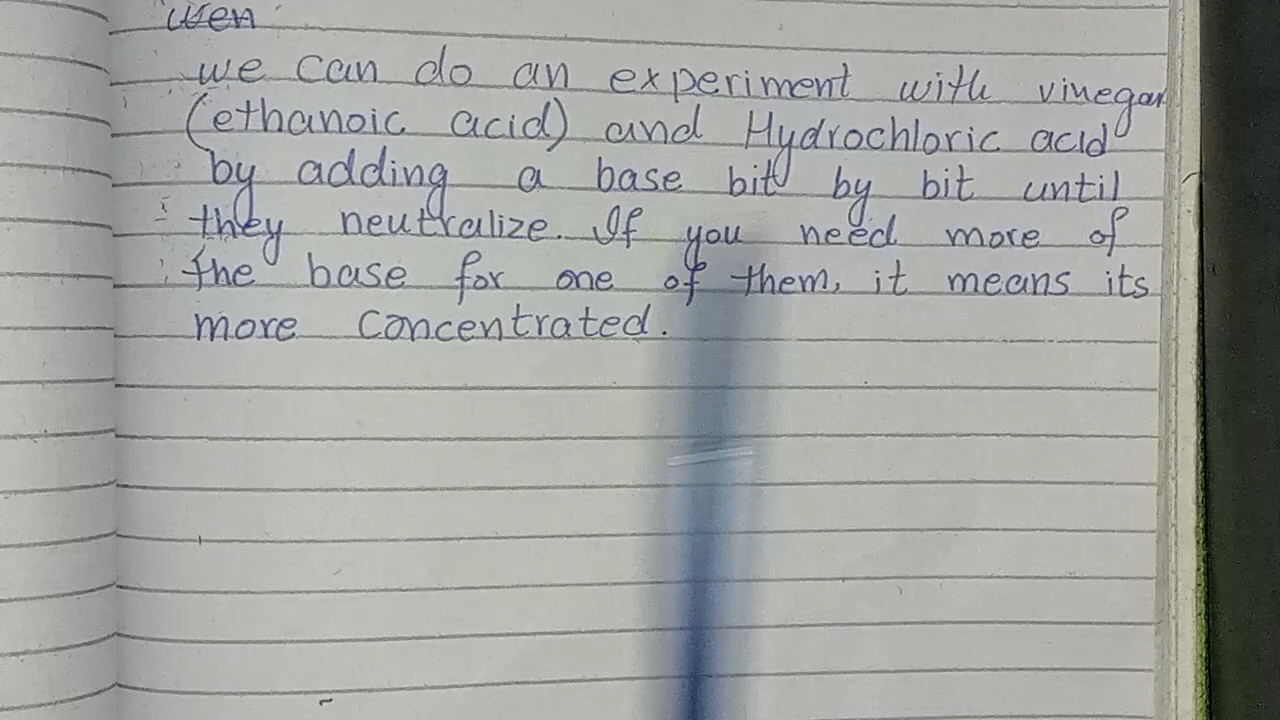 wen
we can do an experiment with vinegar
(ethanoic acid) and Hydrochloric acid
by adding a base bit by bit until
they neutralize. If you need more of
the base for one of them, it means its
more concentrated.